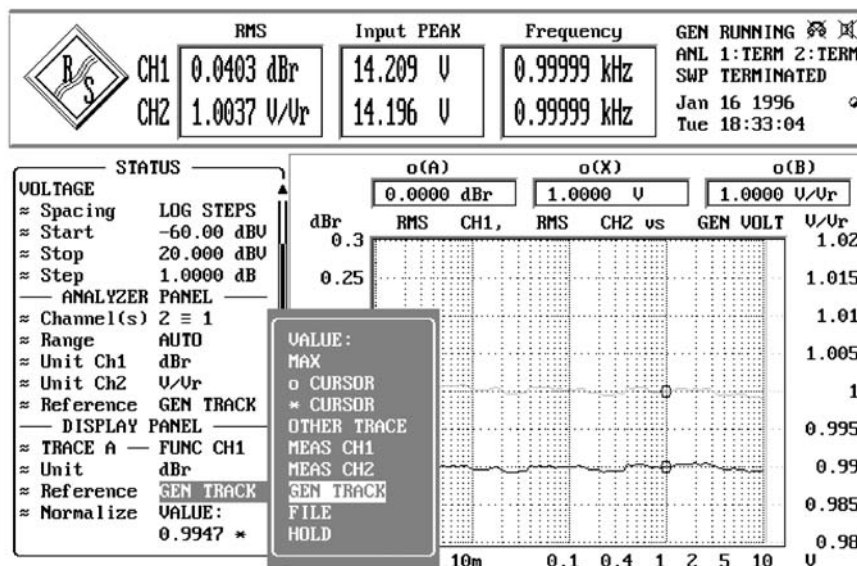 RMS Input PEAK Frequency
R S
CH1 0.0403 dBr 14.209 V 0.99999 kHz
CH2 1.0037 V/Vr 14.196 V 0.99999 kHz
GEN RUNNING
ANL 1:TERM 2:TERM
SWP TERMINATED
Jan 16 1996
Tue 18:33:04
STATUS
VOLTAGE
≈ Spacing LOG STEPS
≈ Start -60.00 dBV
≈ Stop 20.000 dBV
≈ Step 1.0000 dB
ANALYZER PANEL
≈ Channel(s) 2 ≡ 1
≈ Range AUTO
≈ Unit Ch1 dBr
≈ Unit Ch2 V/Vr
≈ Reference GEN TRACK
DISPLAY PANEL
≈ TRACE A — FUNC CH1
≈ Unit dBr
≈ Reference GEN TRACK
≈ Normalize VALUE:
0.9947 *
VALUE:
MAX
o CURSOR
* CURSOR
OTHER TRACE
MEAS CH1
MEAS CH2
GEN TRACK
FILE
HOLD
o(A) o(X) o(B)
0.0000 dBr 1.0000 V 1.0000 V/Vr
dBr RMS CH1, RMS CH2 vs GEN VOLT V/Vr
0.3 1.02
0.25 1.015
1.01
1.005
1
0.995
0.99
0.985
0.98
10m 0.1 0.4 1 2 5 10 V